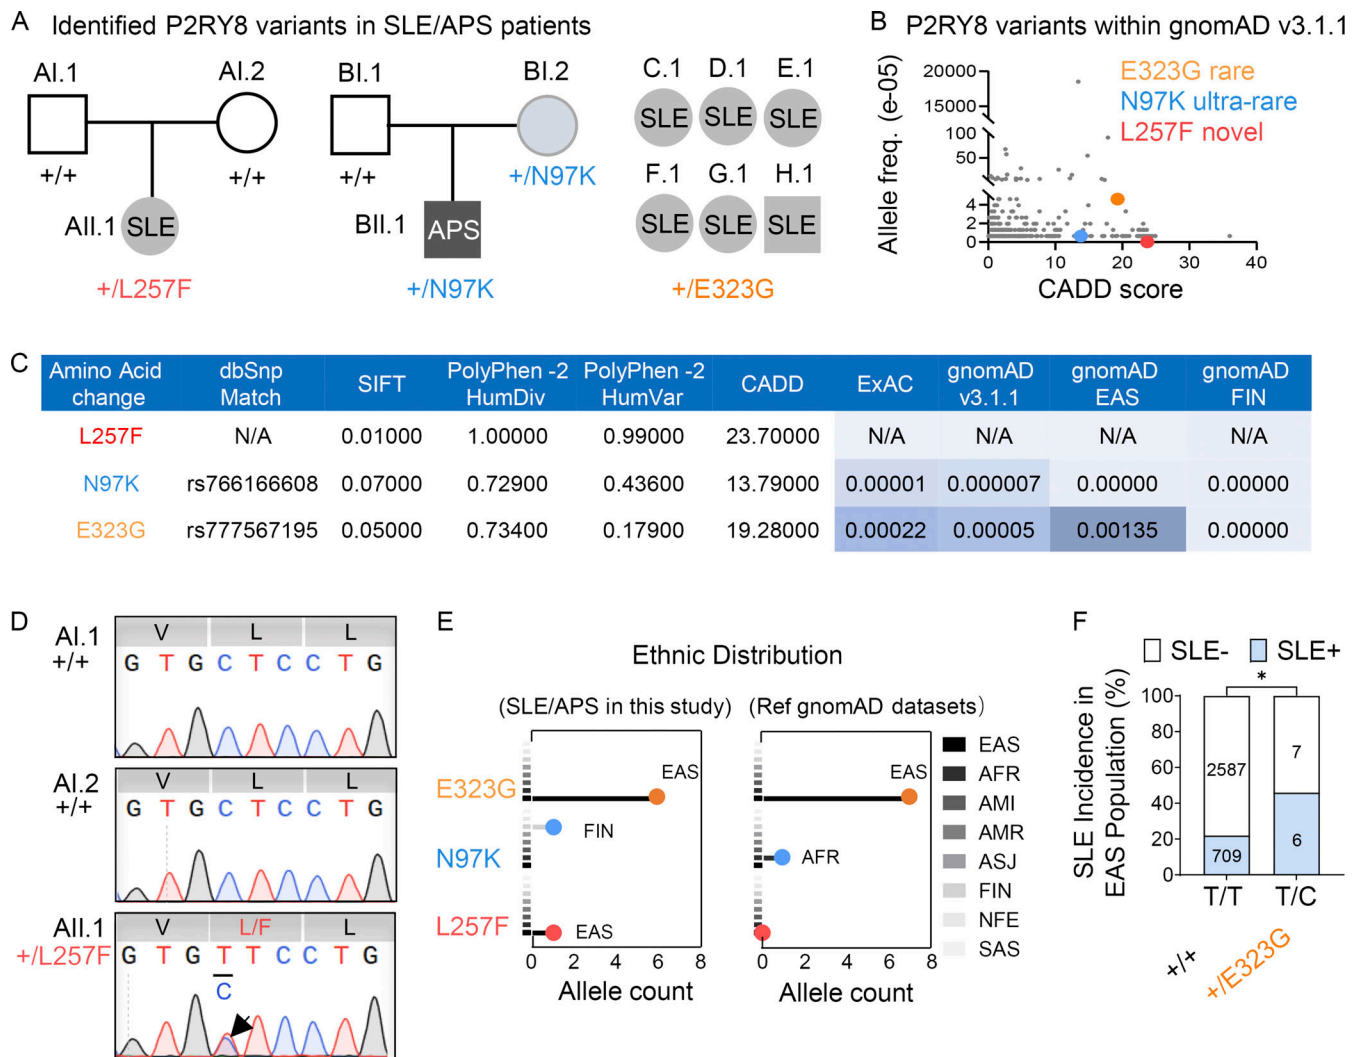 A Identified P2RY8 variants in SLE/APS patients
AI.1
AI.2
+/+
+/+
AII.1
SLE
+/L257F
BI.1
BI.2
+/+
+/N97K
BII.1
APS
+/N97K
C.1 D.1 E.1
SLE SLE SLE
F.1 G.1 H.1
SLE SLE SLE
+/E323G
B P2RY8 variants within gnomAD v3.1.1
E323G rare
N97K ultra-rare
L257F novel
Allele freq. (e-05)
20000
15000
100
50
4
2
0
0 10 20 30 40
CADD score
C
Amino Acid change dbSnp Match SIFT PolyPhen -2 HumDiv PolyPhen -2 HumVar CADD ExAC gnomAD v3.1.1 gnomAD EAS gnomAD FIN
L257F N/A 0.01000 1.00000 0.99000 23.70000 N/A N/A N/A N/A
N97K rs766166608 0.07000 0.72900 0.43600 13.79000 0.00001 0.000007 0.00000 0.00000
E323G rs777567195 0.05000 0.73400 0.17900 19.28000 0.00022 0.00005 0.00135 0.00000
D
AI.1
+/+
V L L
G T G C T C C T G
AI.2
+/+
V L L
G T G C T C C T G
AII.1
+/L257F
V L/F L
G T G T T C C T G
C
E
Ethnic Distribution
(SLE/APS in this study) (Ref gnomAD datasets)
E323G
N97K
L257F
EAS
FIN
EAS
0 2 4 6 8
Allele count
EAS
AFR
0 2 4 6 8
Allele count
EAS
AFR
AMI
AMR
ASJ
FIN
NFE
SAS
F
SLE- SLE+
*
SLE Incidence in
EAS Population (%)
100
80
60
40
20
0
2587
709
7
6
T/T T/C
+/+
+/E323G